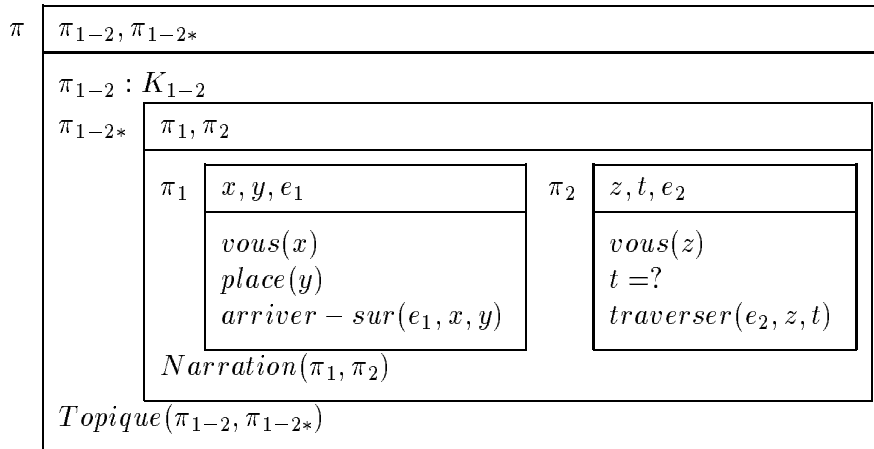 π π₁₋₂, π₁₋₂*
π₁₋₂ : K₁₋₂
π₁₋₂* π₁, π₂
π₁ x, y, e₁ π₂ z, t, e₂
vous(x) vous(z)
place(y) t =?
arriver − sur(e₁, x, y) traverser(e₂, z, t)
Narration(π₁, π₂)
Topique(π₁₋₂, π₁₋₂*)